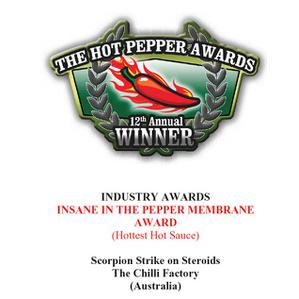 THE HOT PEPPER AWARDS
12th Annual
WINNER
INDUSTRY AWARDS
INSANE IN THE PEPPER MEMBRANE
AWARD
(Hottest Hot Sauce)
Scorpion Strike on Steroids
The Chilli Factory
(Australia)